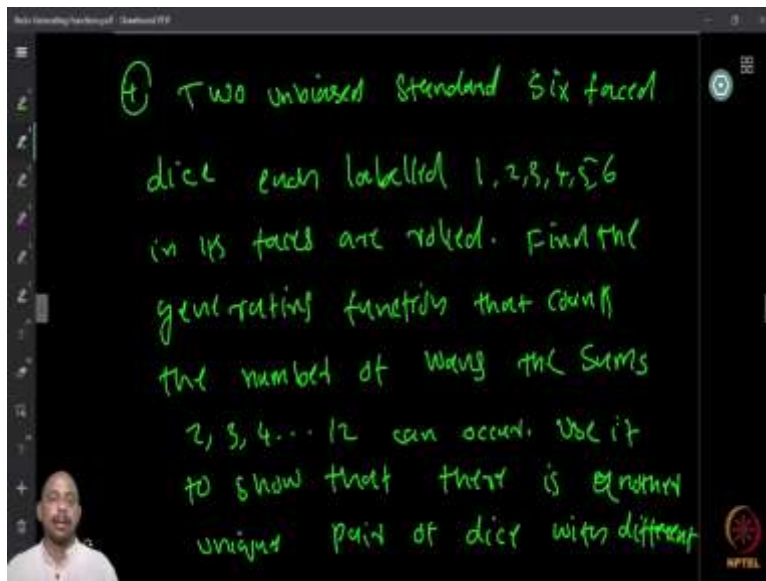 4. Two unbiased standard six faced
dice each labelled 1, 2, 3, 4, 5, 6
in its faces are rolled. Find the
generating function that counts
the number of ways the sums
2, 3, 4... 12 can occur. Use it
to show that there is another
unique pair of dice with different
NPTEL